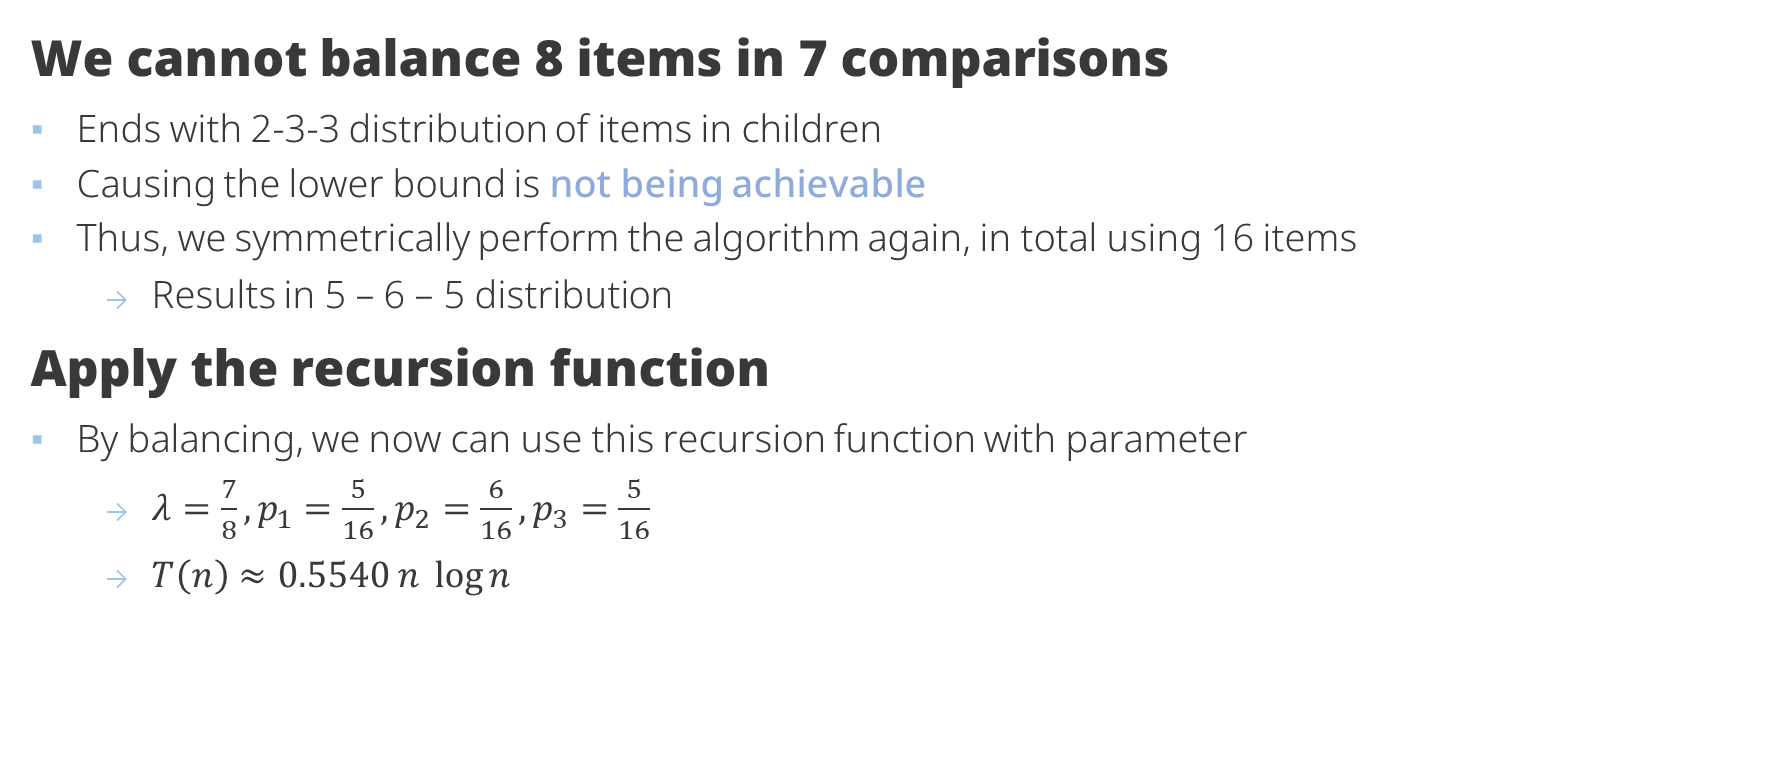 We cannot balance 8 items in 7 comparisons
▪ Ends with 2-3-3 distribution of items in children
▪ Causing the lower bound is not being achievable
▪ Thus, we symmetrically perform the algorithm again, in total using 16 items
→ Results in 5 – 6 – 5 distribution
Apply the recursion function
▪ By balancing, we now can use this recursion function with parameter
→ λ = 7/8, p₁ = 5/16, p₂ = 6/16, p₃ = 5/16
→ T(n) ≈ 0.5540 n log n